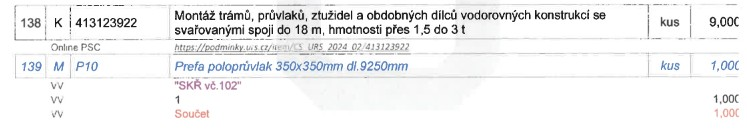 138 K 413123922 Montáž trámů, průvlaků, ztužidel a obdobných dílců vodorovných konstrukcí se svařovanými spoji do 18 m, hmotnosti přes 1,5 do 3 t kus 9,000
Online PSC https://podminky.urs.cz/item/CS_URS_2024_02/413123922
139 M P10 Prefa poloprůvlak 350x350mm dl.9250mm kus 1,000
VV "SKŘ vč.102"
VV 1 1,000
VV Součet 1,000